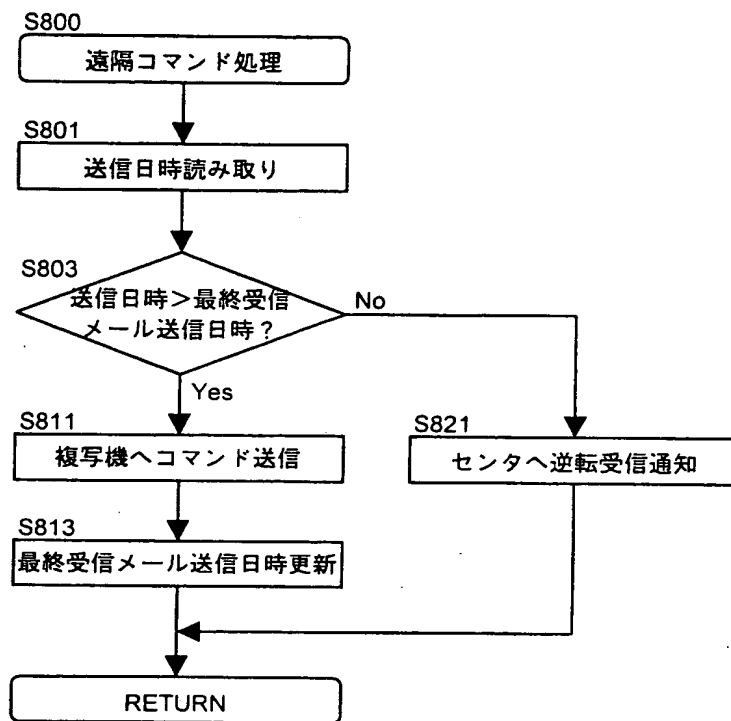 S800
遠隔コマンド処理
S801
送信日時読み取り
S803
送信日時＞最終受信
メール送信日時？
No
Yes
S811
複写機へコマンド送信
S821
センタへ逆転受信通知
S813
最終受信メール送信日時更新
RETURN